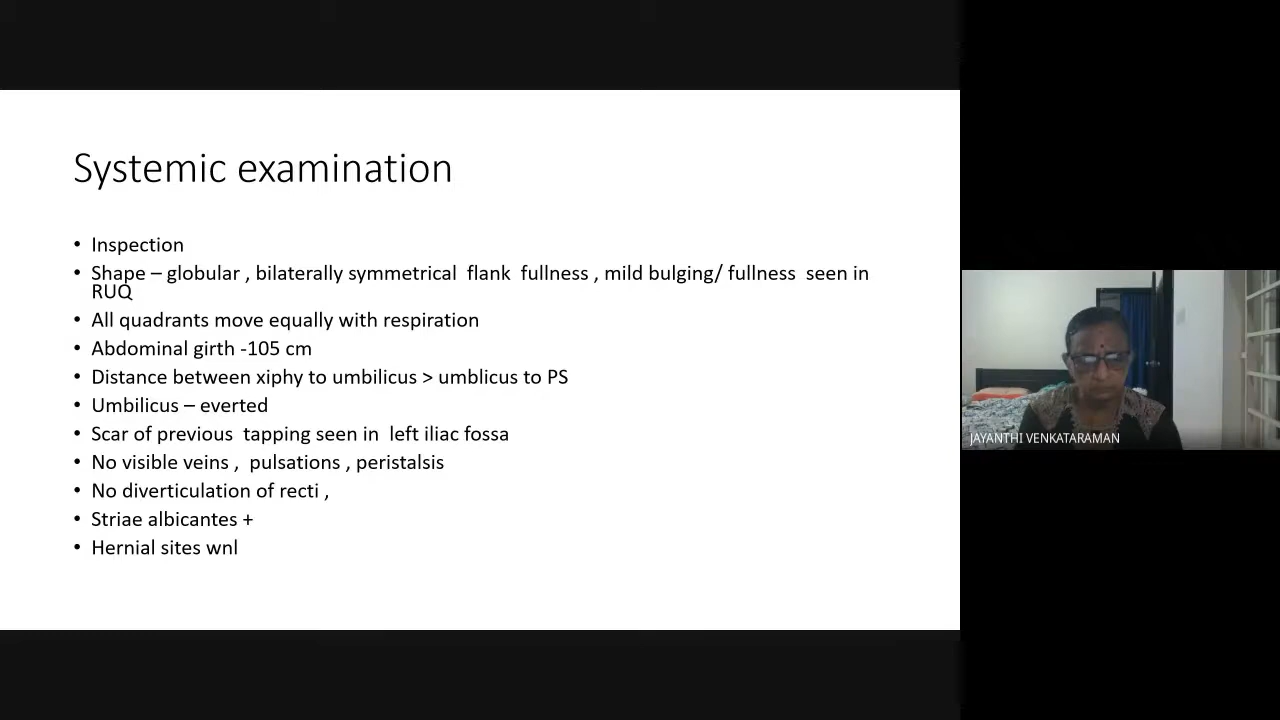 Systemic examination
• Inspection
• Shape – globular , bilaterally symmetrical  flank  fullness , mild bulging/ fullness  seen in
RUQ
• All quadrants move equally with respiration
• Abdominal girth -105 cm
• Distance between xiphy to umbilicus > umblicus to PS
• Umbilicus – everted
• Scar of previous  tapping seen in  left iliac fossa
• No visible veins ,  pulsations , peristalsis
• No diverticulation of recti ,
• Striae albicantes +
• Hernial sites wnl
JAYANTHI VENKATARAMAN